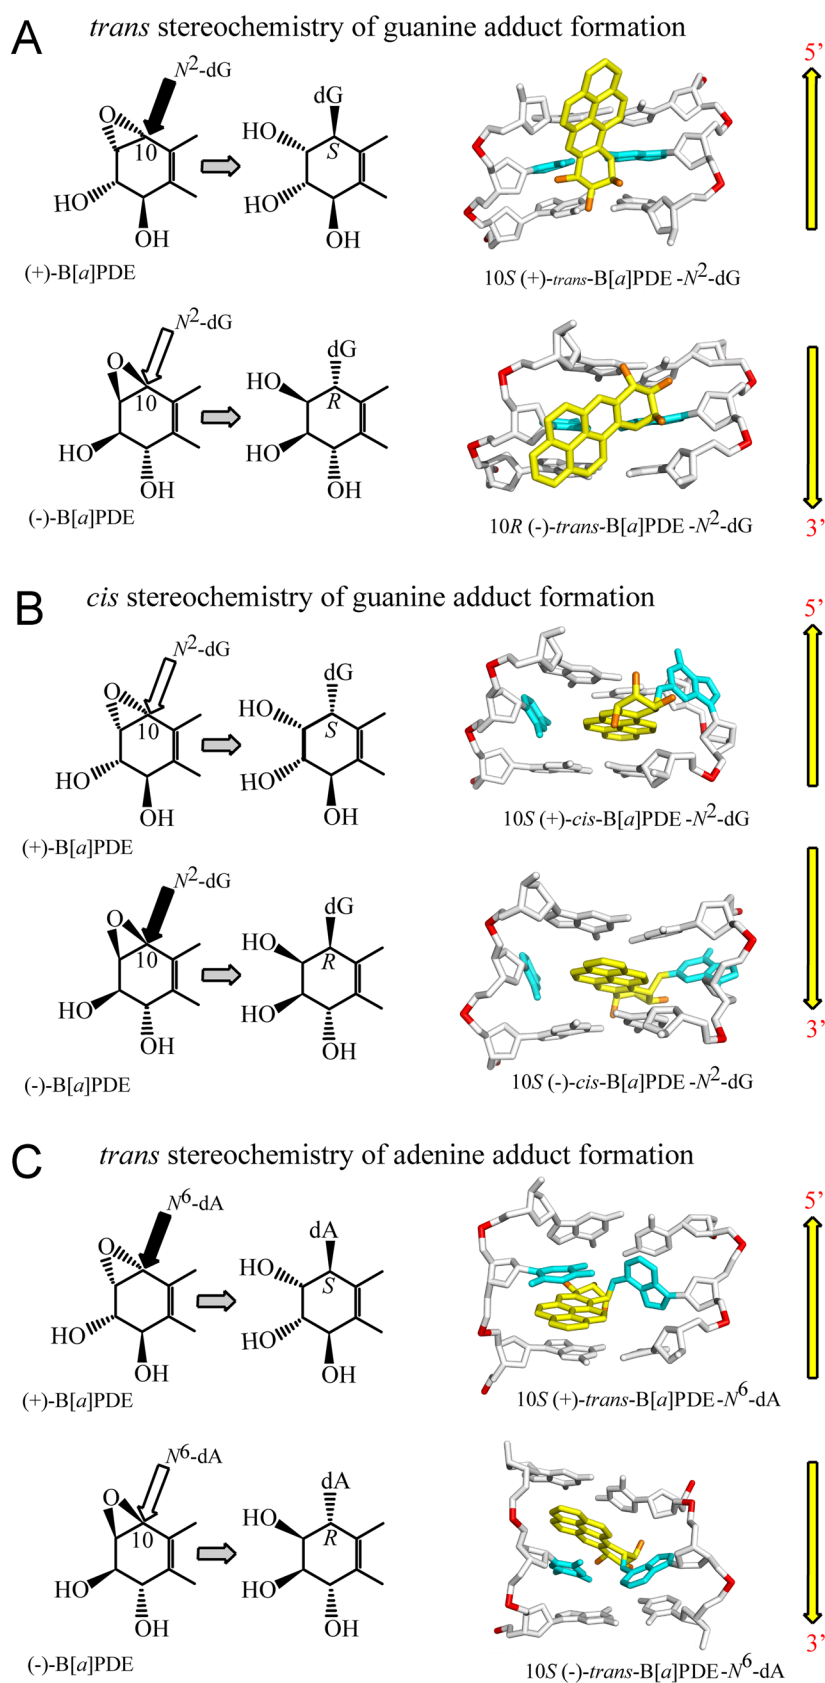 A
trans stereochemistry of guanine adduct formation
5’
N2-dG
O
10
HO
OH
(+)-B[a]PDE
dG
HO
S
HO
OH
10S (+)-trans-B[a]PDE -N2-dG
N2-dG
O
10
HO
OH
(-)-B[a]PDE
dG
HO
R
HO
OH
10R (-)-trans-B[a]PDE -N2-dG
3’
B
cis stereochemistry of guanine adduct formation
5’
N2-dG
O
10
HO
OH
(+)-B[a]PDE
dG
HO
S
HO
OH
10S (+)-cis-B[a]PDE -N2-dG
N2-dG
O
10
HO
OH
(-)-B[a]PDE
dG
HO
R
HO
OH
10S (-)-cis-B[a]PDE -N2-dG
3’
C
trans stereochemistry of adenine adduct formation
5’
N6-dA
O
10
HO
OH
(+)-B[a]PDE
dA
HO
S
HO
OH
10S (+)-trans-B[a]PDE-N6-dA
N6-dA
O
10
HO
OH
(-)-B[a]PDE
dA
HO
R
HO
OH
10S (-)-trans-B[a]PDE-N6-dA
3’